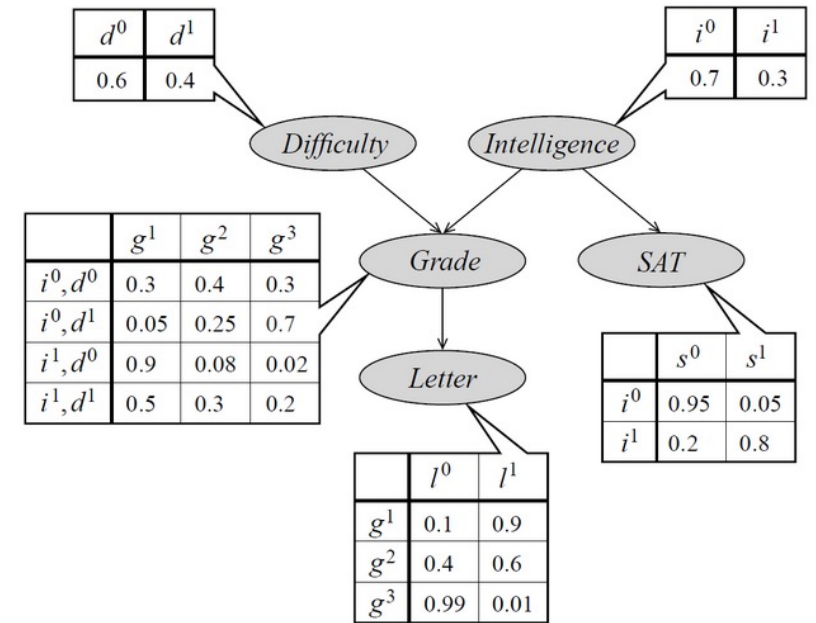 d⁰ d¹
0.6 0.4
i⁰ i¹
0.7 0.3
Difficulty
Intelligence
g¹ g² g³
i⁰,d⁰ 0.3 0.4 0.3
i⁰,d¹ 0.05 0.25 0.7
i¹,d⁰ 0.9 0.08 0.02
i¹,d¹ 0.5 0.3 0.2
Grade
SAT
Letter
s⁰ s¹
i⁰ 0.95 0.05
i¹ 0.2 0.8
l⁰ l¹
g¹ 0.1 0.9
g² 0.4 0.6
g³ 0.99 0.01